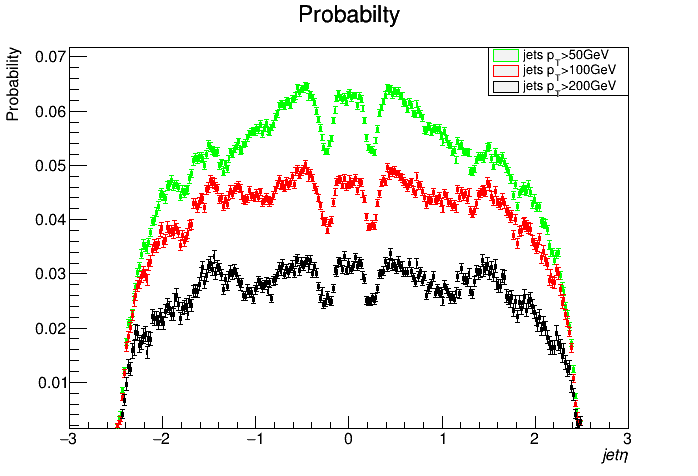 Probabilty
Probability
0.07
0.06
0.05
0.04
0.03
0.02
0.01
jets p_T>50GeV
jets p_T>100GeV
jets p_T>200GeV
−3 −2 −1 0 1 2 3
jetη